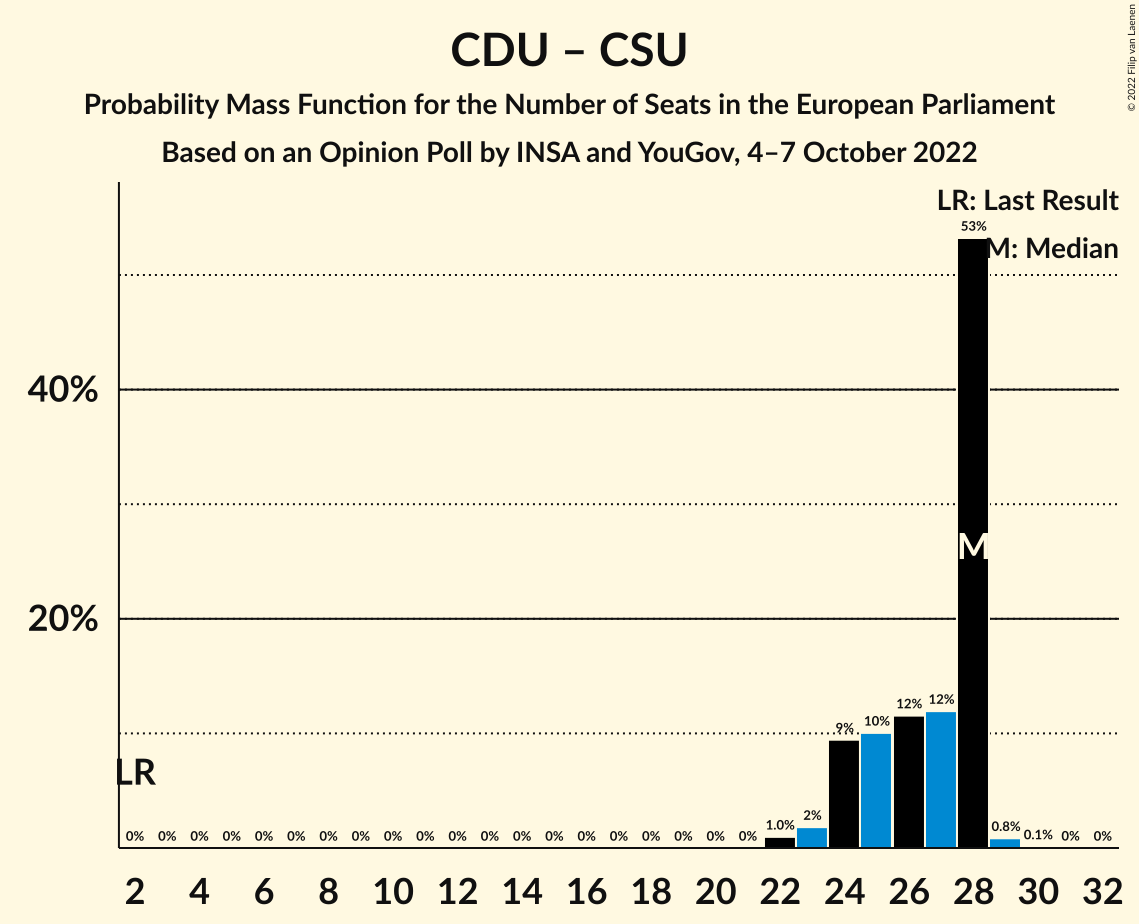 CDU – CSU
Probability Mass Function for the Number of Seats in the European Parliament
Based on an Opinion Poll by INSA and YouGov, 4–7 October 2022
© 2022 Filip van Laenen
LR: Last Result
M: Median
53%
40%
M
20%
12%
12%
10%
9%
LR
2%
1.0%
0.8%
0.1%
0% 0% 0% 0% 0% 0% 0% 0% 0% 0% 0% 0% 0% 0% 0% 0% 0% 0% 0% 0% 0% 0%
2 4 6 8 10 12 14 16 18 20 22 24 26 28 30 32